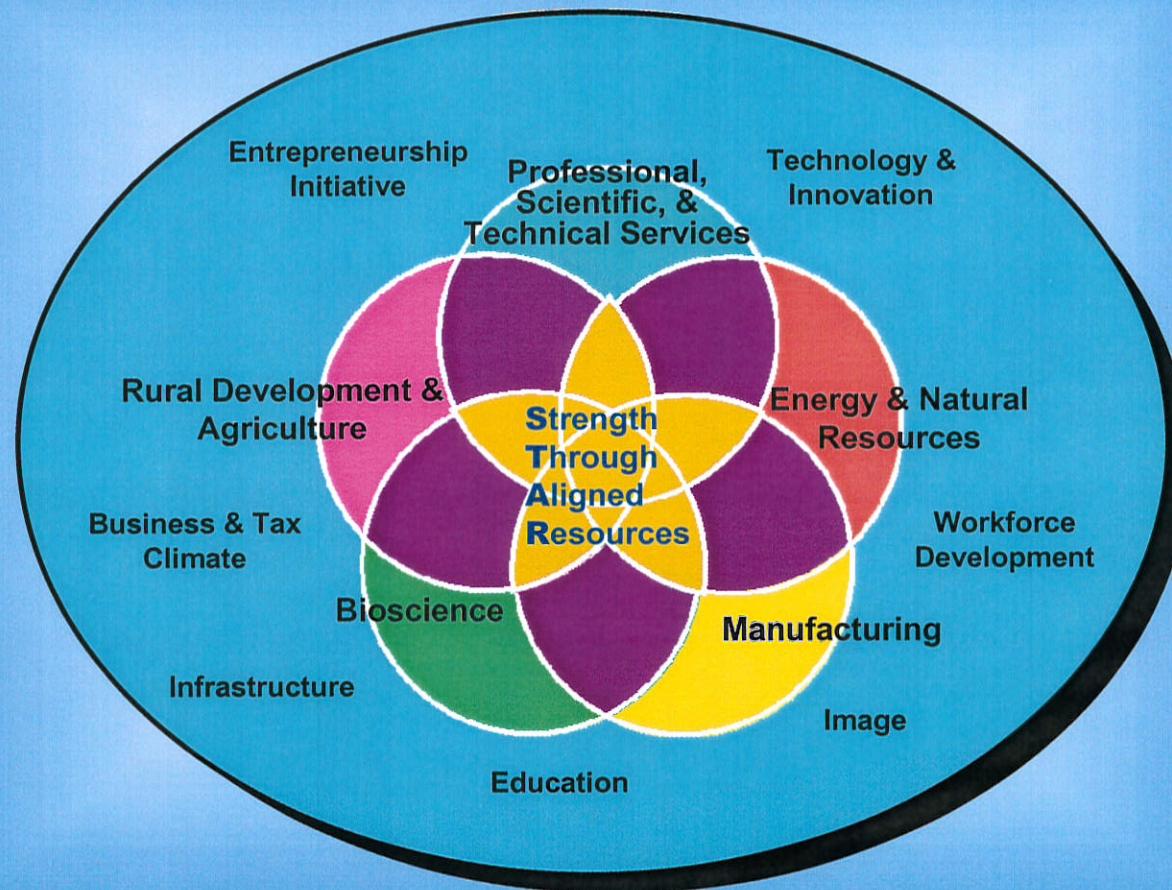 Entrepreneurship
Initiative
Professional,
Scientific, &
Technical Services
Technology &
Innovation
Rural Development &
Agriculture
Strength
Through
Aligned
Resources
Energy & Natural
Resources
Business & Tax
Climate
Workforce
Development
Bioscience
Manufacturing
Infrastructure
Image
Education